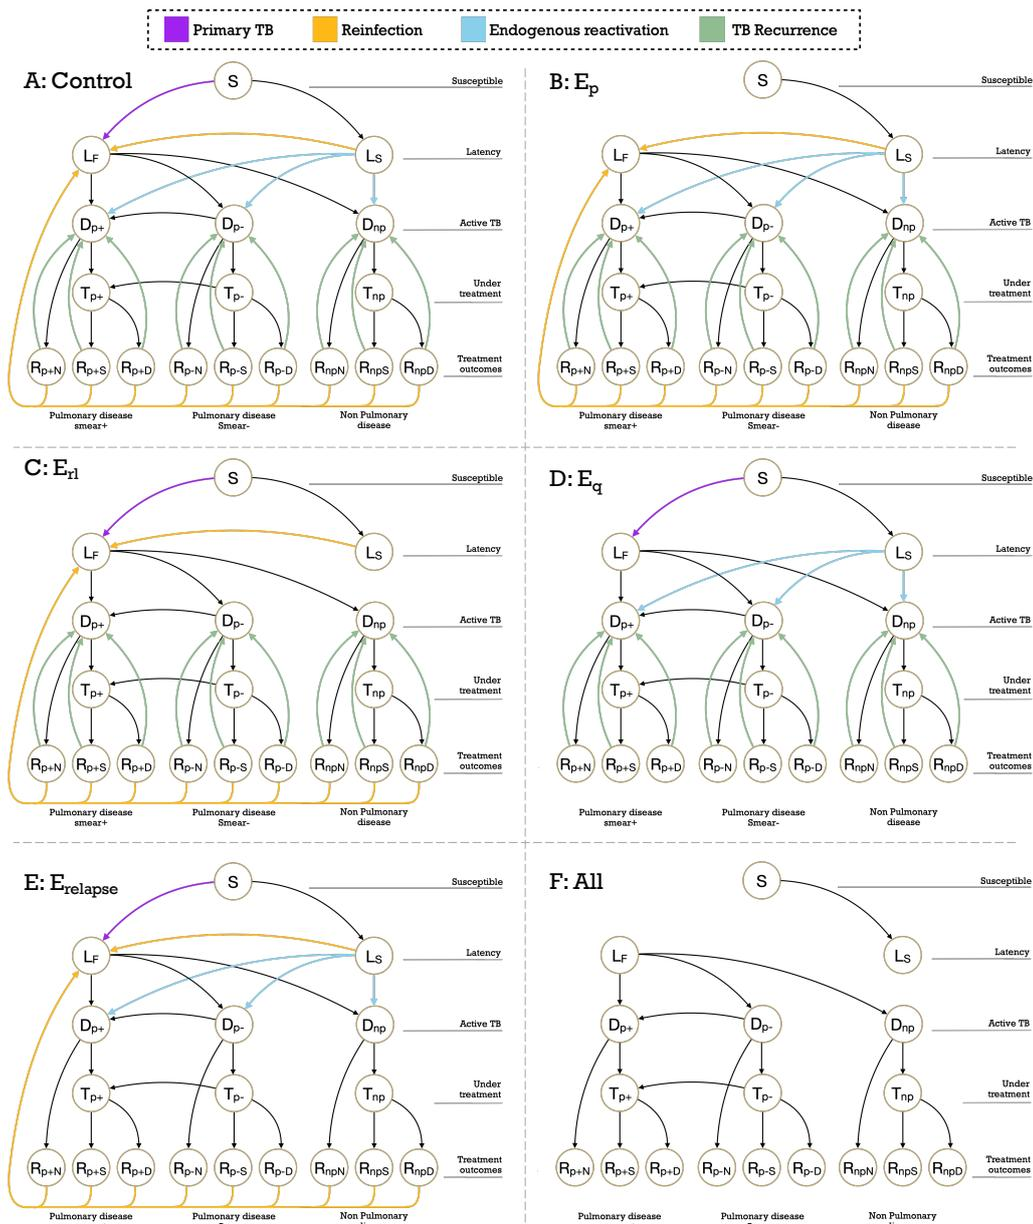 Primary TB Reinfection Endogenous reactivation TB Recurrence
A: Control
S
Susceptible
LF LS
Latency
Dp+ Dp- Dnp
Active TB
Tp+ Tp- Tnp
Under
treatment
Rp+N Rp+S Rp+D Rp-N Rp-S Rp-D RnpN RnpS RnpD
Treatment
outcomes
Pulmonary disease Pulmonary disease Non Pulmonary
smear+ Smear- disease
B: Ep
S
Susceptible
LF LS
Latency
Dp+ Dp- Dnp
Active TB
Tp+ Tp- Tnp
Under
treatment
Rp+N Rp+S Rp+D Rp-N Rp-S Rp-D RnpN RnpS RnpD
Treatment
outcomes
Pulmonary disease Pulmonary disease Non Pulmonary
smear+ Smear- disease
C: Erl
S
Susceptible
LF LS
Latency
Dp+ Dp- Dnp
Active TB
Tp+ Tp- Tnp
Under
treatment
Rp+N Rp+S Rp+D Rp-N Rp-S Rp-D RnpN RnpS RnpD
Treatment
outcomes
Pulmonary disease Pulmonary disease Non Pulmonary
smear+ Smear- disease
D: Eq
S
Susceptible
LF LS
Latency
Dp+ Dp- Dnp
Active TB
Tp+ Tp- Tnp
Under
treatment
Rp+N Rp+S Rp+D Rp-N Rp-S Rp-D RnpN RnpS RnpD
Treatment
outcomes
Pulmonary disease Pulmonary disease Non Pulmonary
smear+ Smear- disease
E: Erelapse
S
Susceptible
LF LS
Latency
Dp+ Dp- Dnp
Active TB
Tp+ Tp- Tnp
Under
treatment
Rp+N Rp+S Rp+D Rp-N Rp-S Rp-D RnpN RnpS RnpD
Treatment
outcomes
Pulmonary disease Pulmonary disease Non Pulmonary
F: All
S
Susceptible
LF LS
Latency
Dp+ Dp- Dnp
Active TB
Tp+ Tp- Tnp
Under
treatment
Rp+N Rp+S Rp+D Rp-N Rp-S Rp-D RnpN RnpS RnpD
Treatment
outcomes
Pulmonary disease Pulmonary disease Non Pulmonary